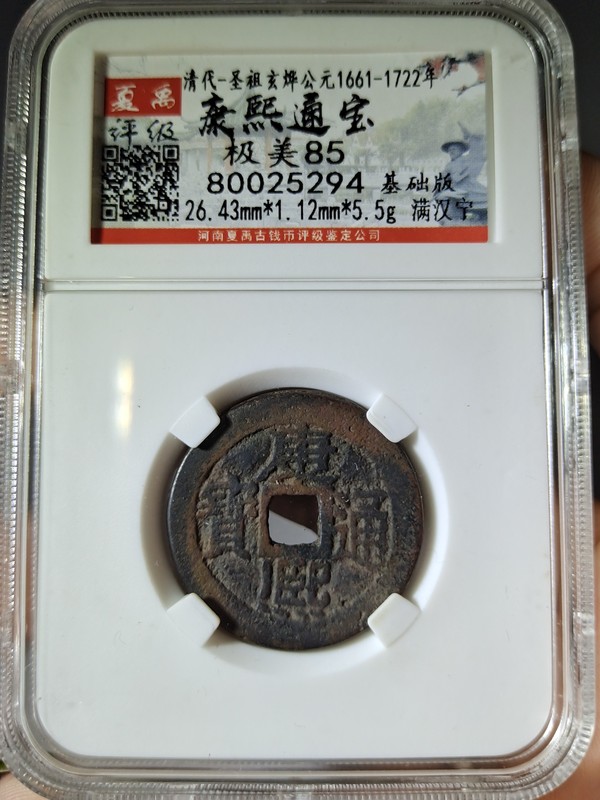 清代-圣祖玄烨公元1661-1722年
夏禹
评级
康熙通宝
极美85
80025294 基础版
26.43mm*1.12mm*5.5g 满汉宁
河南夏禹古钱币评级鉴定公司
康熙通寶